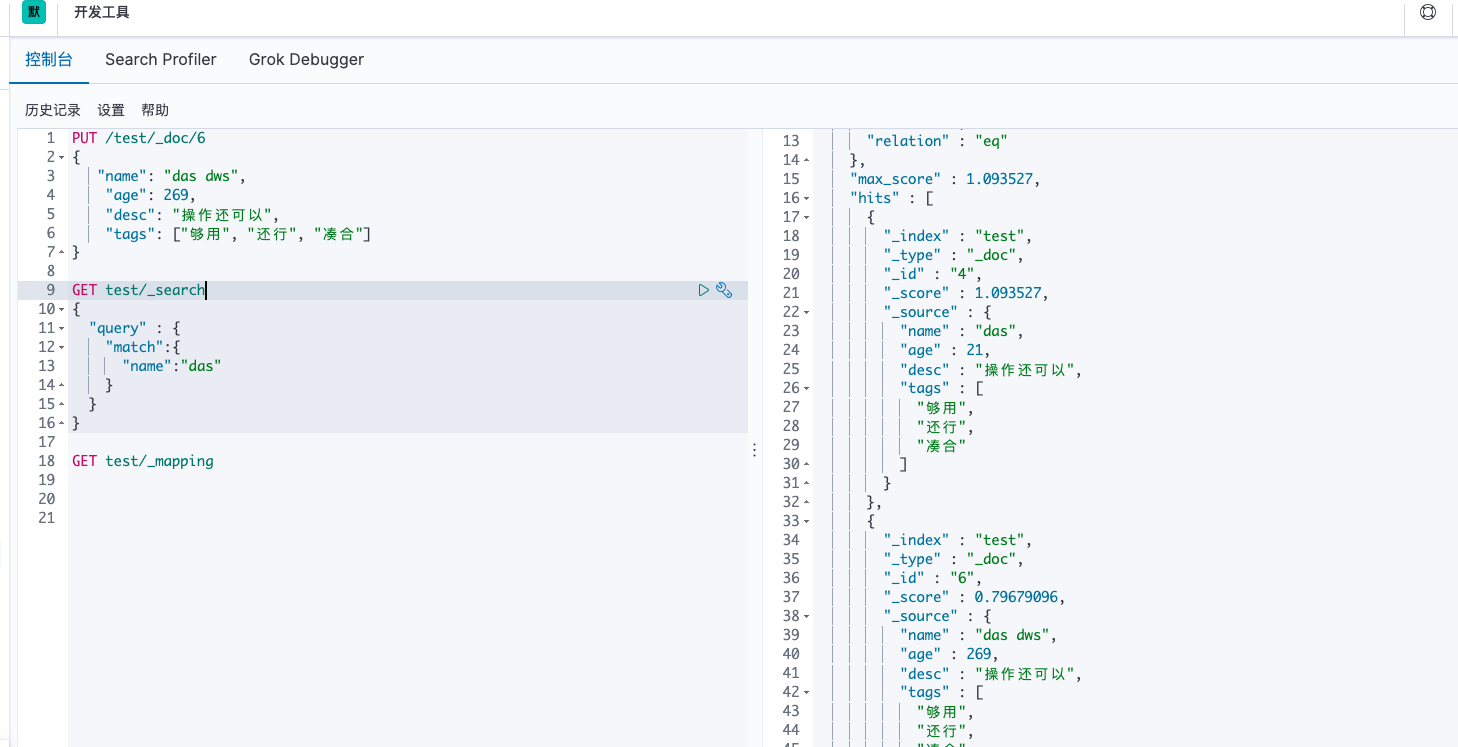 默 开发工具
控制台 Search Profiler Grok Debugger
历史记录 设置 帮助
1 PUT /test/_doc/6
2 {
3 "name": "das dws",
4 "age": 269,
5 "desc": "操作还可以",
6 "tags": ["够用", "还行", "凑合"]
7 }
8
9 GET test/_search
10 {
11 "query" : {
12 "match":{
13 "name":"das"
14 }
15 }
16 }
17
18 GET test/_mapping
19
20
21
13 "relation" : "eq"
14 },
15 "max_score" : 1.093527,
16 "hits" : [
17 {
18 "_index" : "test",
19 "_type" : "_doc",
20 "_id" : "4",
21 "_score" : 1.093527,
22 "_source" : {
23 "name" : "das",
24 "age" : 21,
25 "desc" : "操作还可以",
26 "tags" : [
27 "够用",
28 "还行",
29 "凑合"
30 ]
31 }
32 },
33 {
34 "_index" : "test",
35 "_type" : "_doc",
36 "_id" : "6",
37 "_score" : 0.79679096,
38 "_source" : {
39 "name" : "das dws",
40 "age" : 269,
41 "desc" : "操作还可以",
42 "tags" : [
43 "够用",
44 "还行",
45 "凑合"